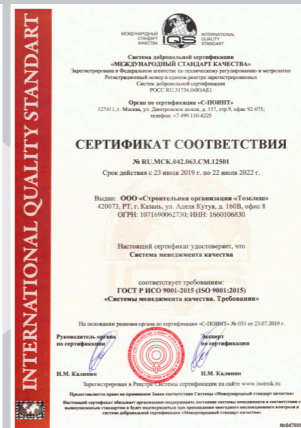 INTERNATIONAL QUALITY STANDART
МЕЖДУНАРОДНЫЙ СТАНДАРТ КАЧЕСТВА
IQS
INTERNATIONAL QUALITY STANDART
Система добровольной сертификации
«МЕЖДУНАРОДНЫЙ СТАНДАРТ КАЧЕСТВА»
Зарегистрирована в Федеральном агентстве по техническому регулированию и метрологии
Регистрационный номер в едином реестре зарегистрированных
Систем добровольной сертификации
РОСС RU.31734.04ИЭА1
Орган по сертификации «С-ПОИНТ»
127411, г. Москва, ул. Дмитровское шоссе, д. 157, стр.9, офис 92-075;
телефон: +7 499 110-4225
СЕРТИФИКАТ СООТВЕТСТВИЯ
№ RU.МСК.042.063.СМ.12501
Срок действия с 23 июля 2019 г. по 22 июля 2022 г.
Выдан: ООО «Строительная организация «Тозелеш»
420073, РТ, г. Казань, ул. Аделя Кутуя, д. 160В, офис 8
ОГРН: 1071690062730; ИНН: 1660106830
Настоящий сертификат удостоверяет, что
Система менеджмента качества
соответствует требованиям:
ГОСТ Р ИСО 9001-2015 (ISO 9001:2015)
«Системы менеджмента качества. Требования»
На основании решения органа по сертификации «С-ПОИНТ» № 033 от 23.07.2019 г.
Руководитель органа по сертификации
Эксперт по сертификации
Н.М. Калинин
Н.М. Калинин
Зарегистрирован в Реестре Системы сертификации на сайте www.isomsk.ru